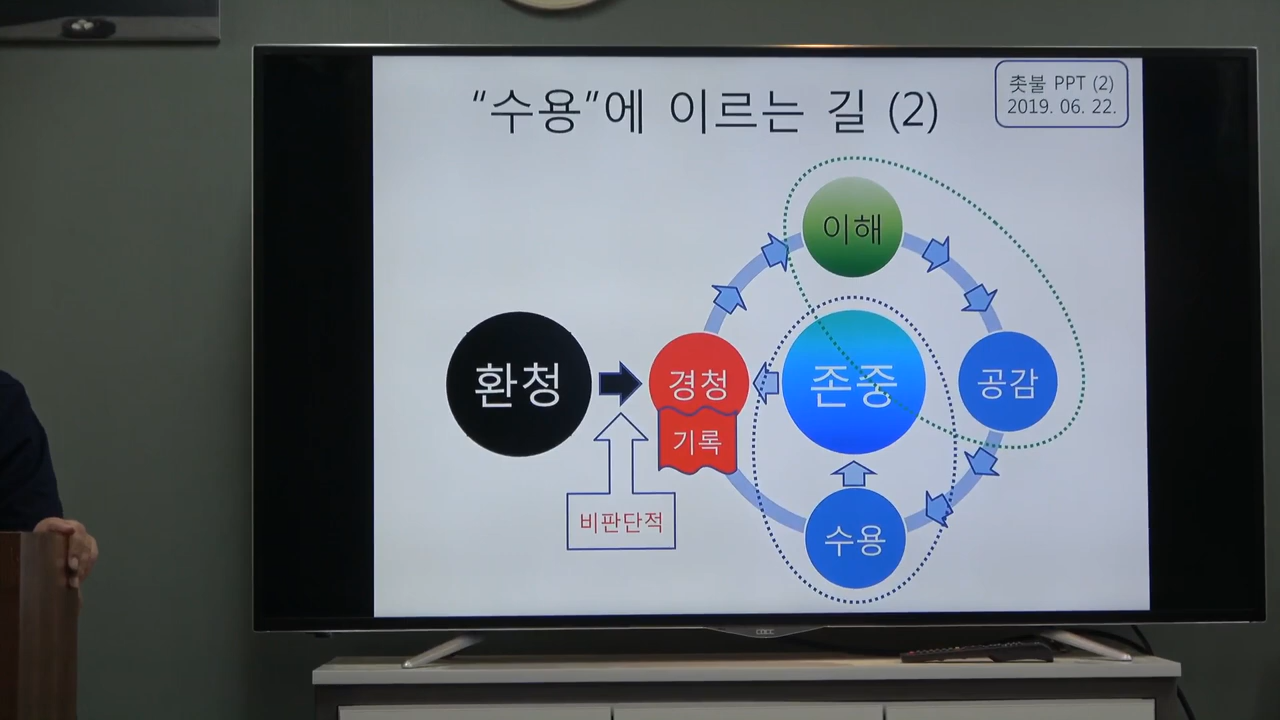 “수용”에 이르는 길 (2)
촛불 PPT (2)
2019. 06. 22.
이해
환청
경청
존중
공감
기록
비판단적
수용